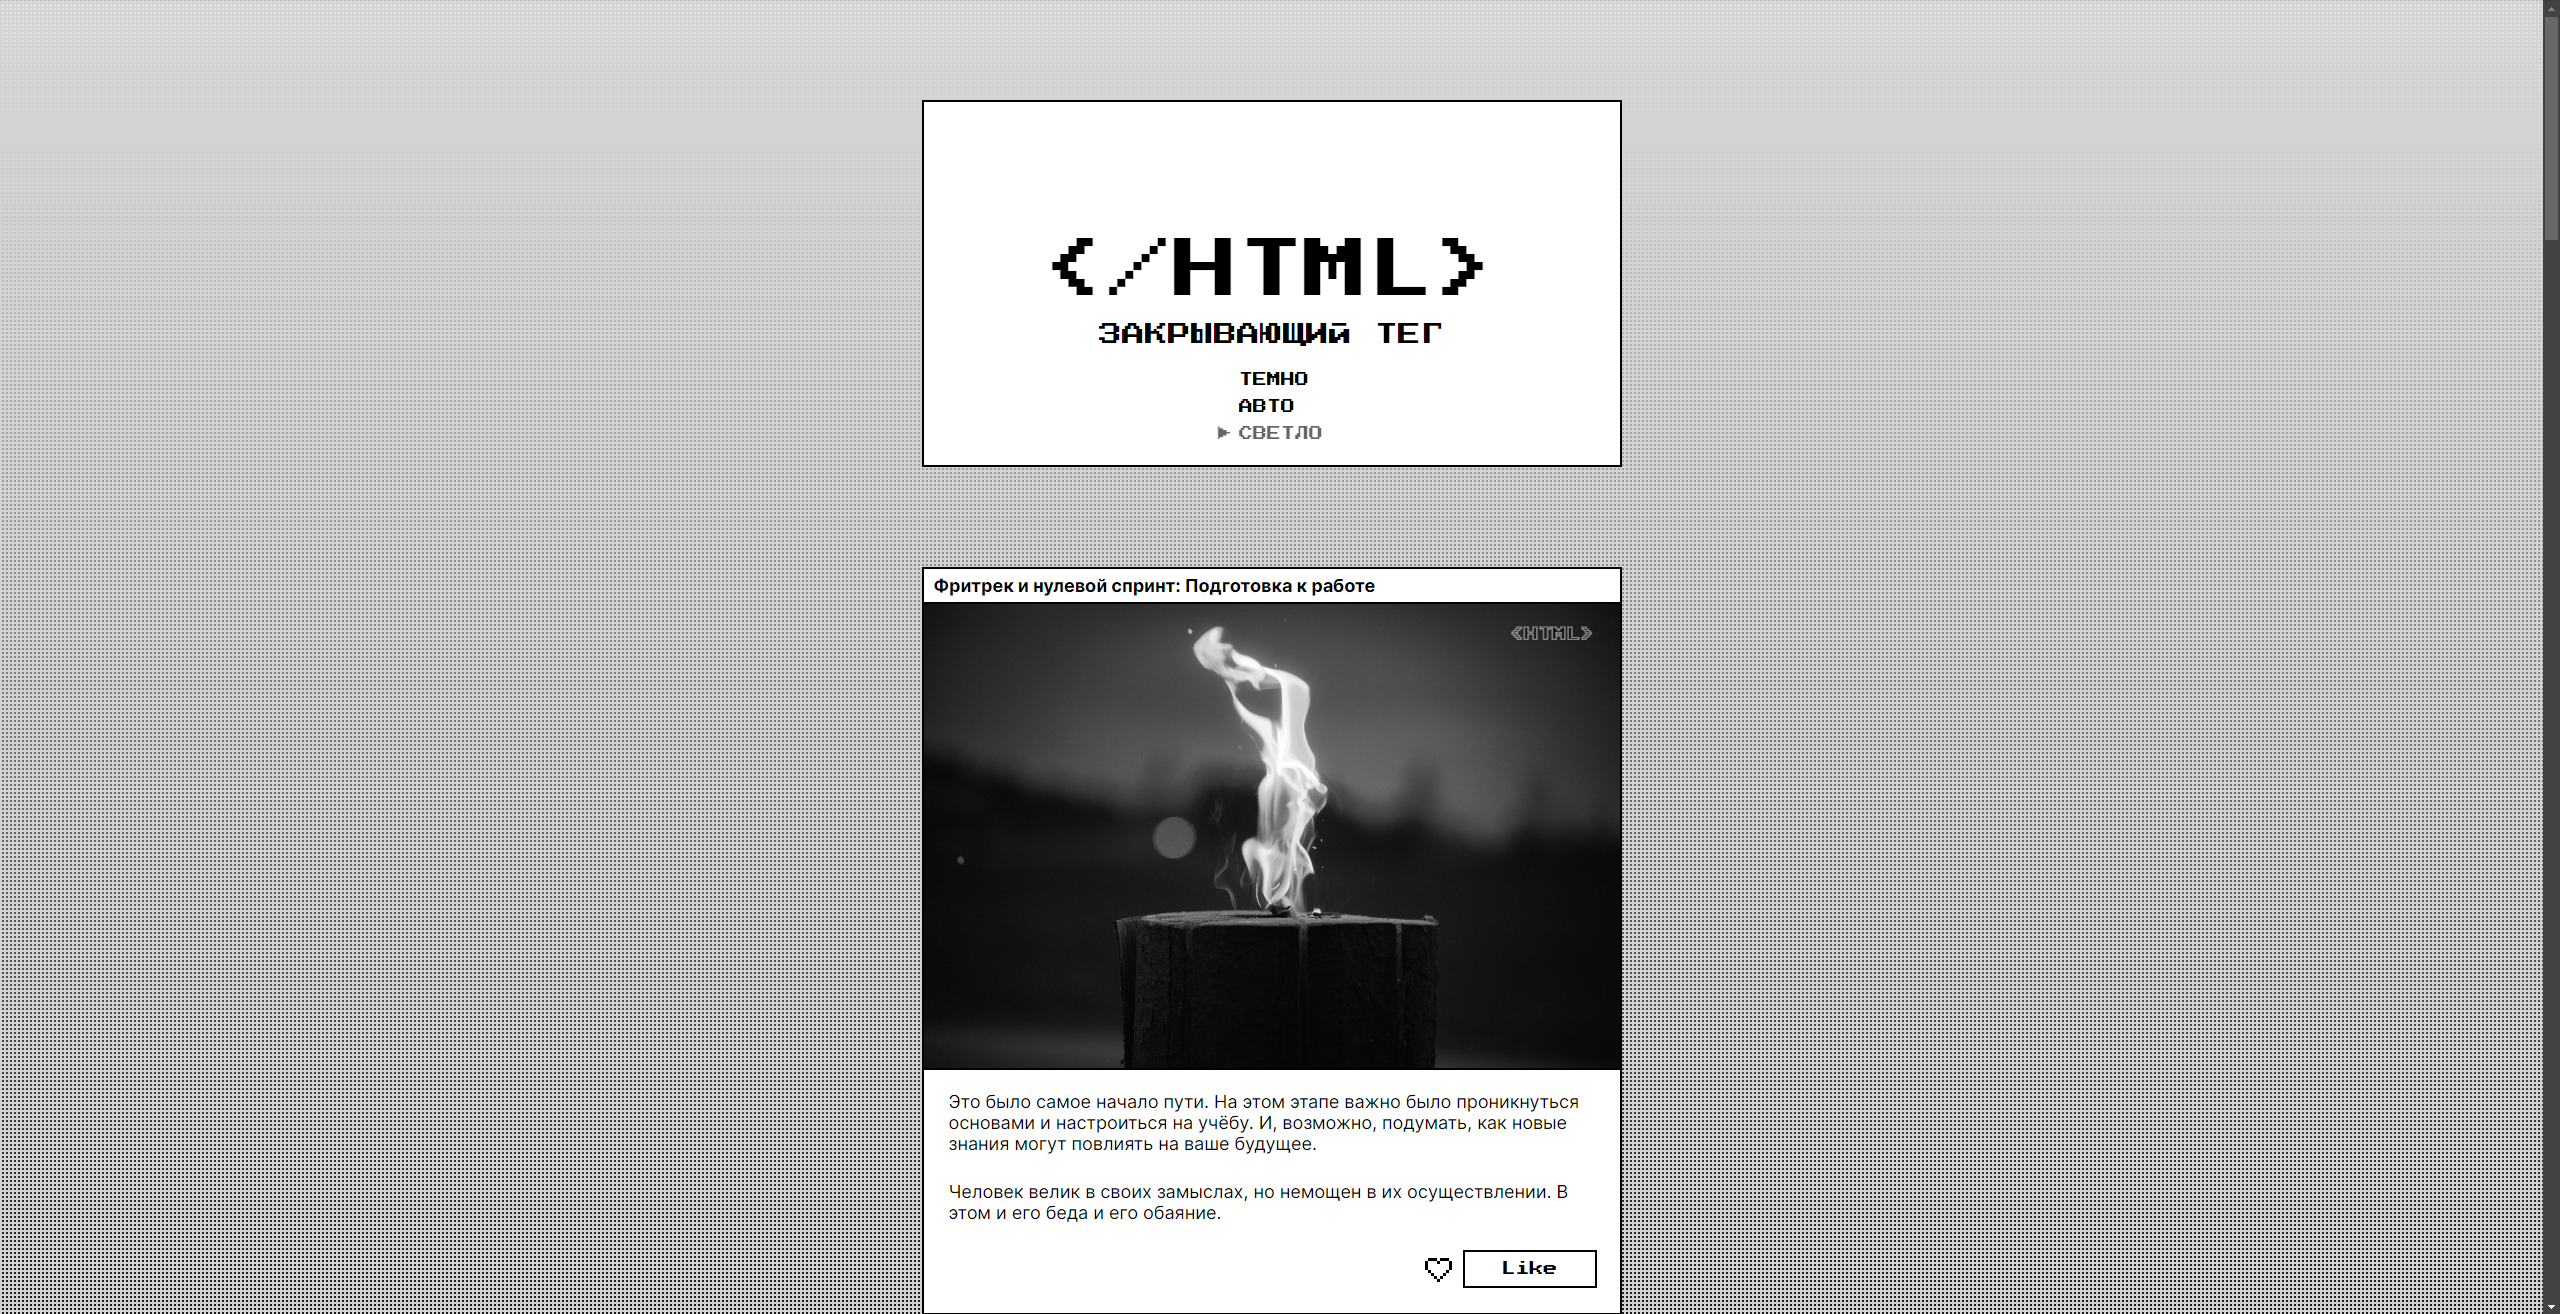 </HTML>
ЗАКРЫВАЮЩИЙ ТЕГ
ТЕМНО
АВТО
СВЕТЛО
Фритрек и нулевой спринт: Подготовка к работе
<HTML>
Это было самое начало пути. На этом этапе важно было проникнуться
основами и настроиться на учёбу. И, возможно, подумать, как новые
знания могут повлиять на ваше будущее.
Человек велик в своих замыслах, но немощен в их осуществлении. В
этом и его беда и его обаяние.
Like